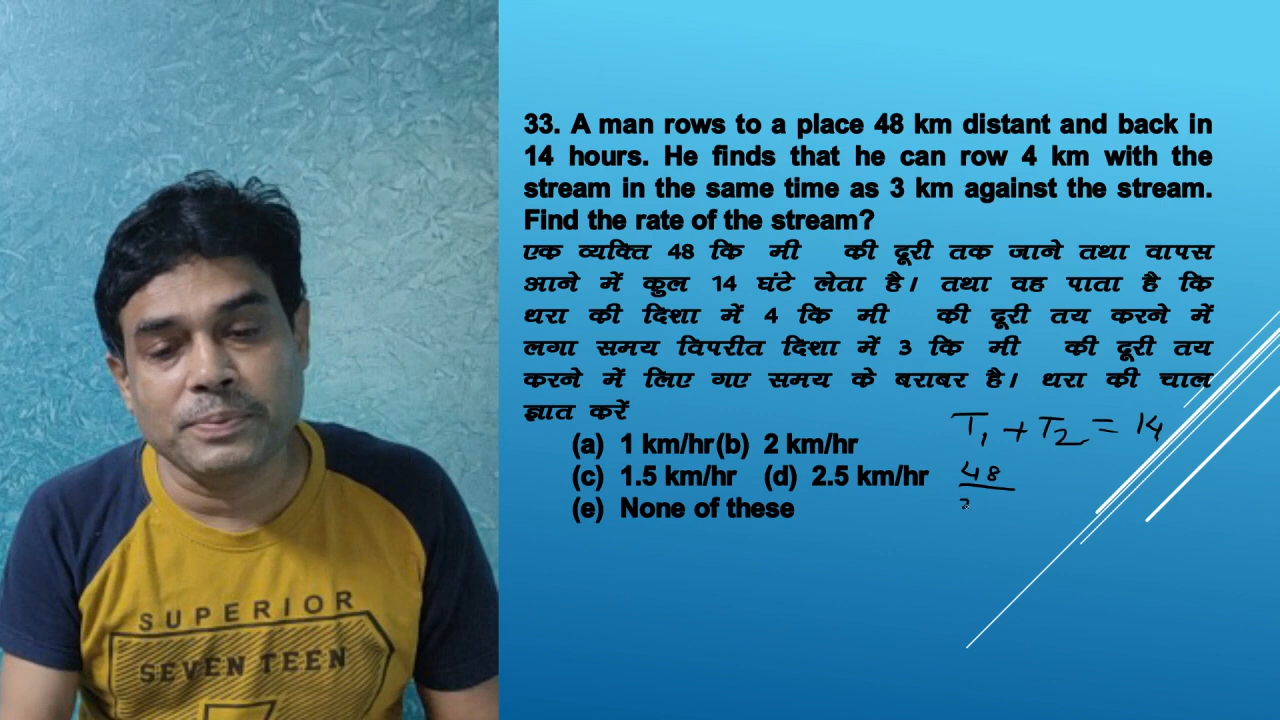 33. A man rows to a place 48 km distant and back in
14 hours. He finds that he can row 4 km with the
stream in the same time as 3 km against the stream.
Find the rate of the stream?
एक व्यक्ति 48 कि मी की दूरी तक जाने तथा वापस
आने में कुल 14 घंटे लेता है। तथा वह पाता है कि
धरा की दिशा में 4 कि मी की दूरी तय करने में
लगा समय विपरीत दिशा में 3 कि मी की दूरी तय
करने में लिए गए समय के बराबर है। धरा की चाल
ज्ञात करें
(a) 1 km/hr(b) 2 km/hr
(c) 1.5 km/hr (d) 2.5 km/hr
(e) None of these
T₁ + T₂ = 14
48
SUPERIOR
SEVEN TEEN